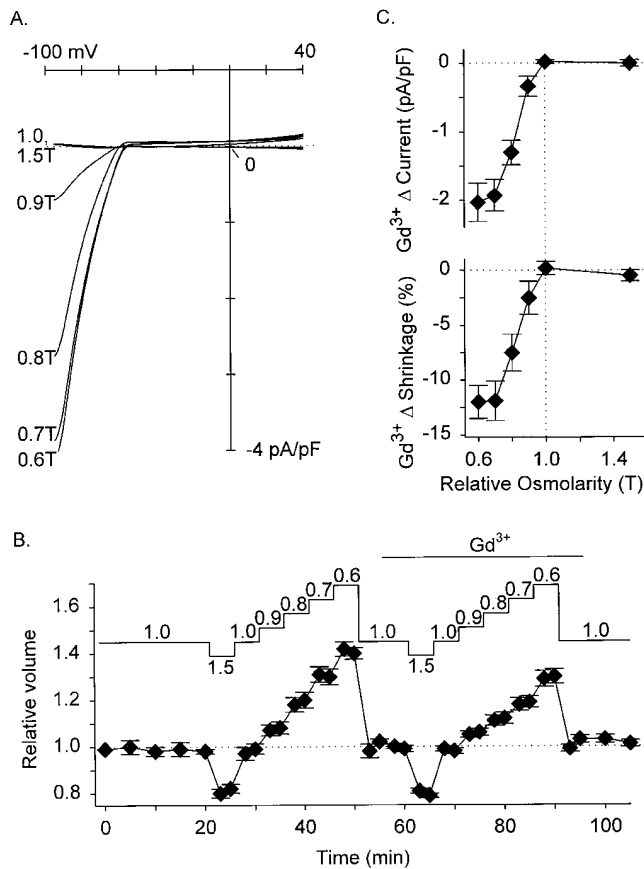 A.
-100 mV
40
1.0,
1.5T
0
0.9T
0.8T
0.7T
0.6T
-4 pA/pF
C.
Gd³⁺ Δ Current (pA/pF)
0
-1
-2
Gd³⁺ Δ Shrinkage (%)
0
-5
-10
-15
0.6
1.0
1.4
Relative Osmolarity (T)
B.
Gd³⁺
Relative volume
1.6
1.4
1.2
1.0
0.8
1.0
1.5
1.0
0.9
0.8
0.7
0.6
1.0
1.5
1.0
0.9
0.8
0.7
0.6
1.0
0
20
40
60
80
100
Time (min)